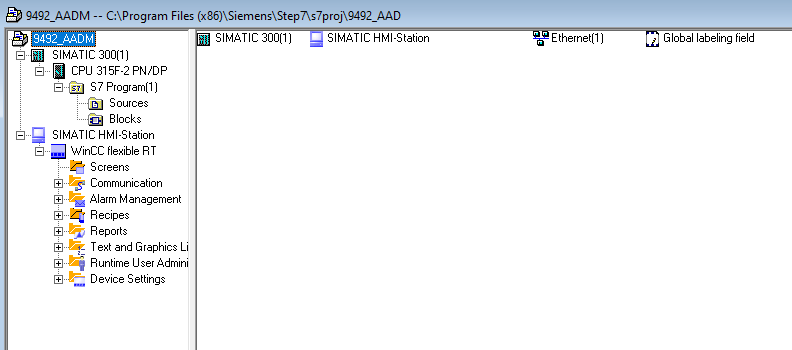 9492_AADM -- C:\Program Files (x86)\Siemens\Step7\s7proj\9492_AAD
9492_AADM
SIMATIC 300(1)
CPU 315F-2 PN/DP
S7 Program(1)
Sources
Blocks
SIMATIC HMI-Station
WinCC flexible RT
Screens
Communication
Alarm Management
Recipes
Reports
Text and Graphics Li
Runtime User Admini
Device Settings
SIMATIC 300(1) SIMATIC HMI-Station Ethernet(1) Global labeling field